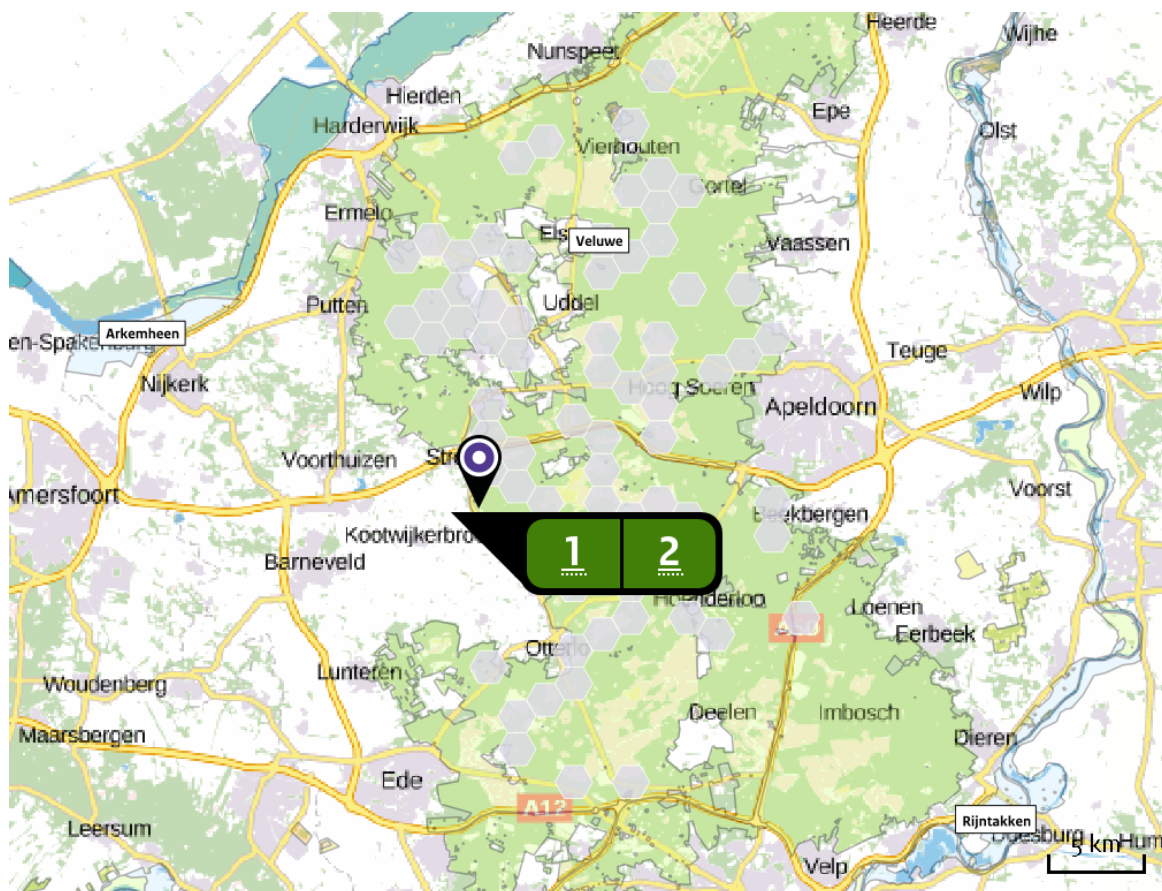 Heerde
Wijhe
Nunspeet
Hierden
Epe
Harderwijk
Olst
Vierhouten
Gortel
Ermelo
Veluwe
Vaassen
Uddel
Putten
Arkemheen
Teuge
Nijkerk
Hoog Soeren
Wilp
Apeldoorn
Voorthuizen
Amersfoort
Voorst
Beekbergen
Kootwijkerbroe
1 2
Barneveld
Hoenderloo
Loenen
Eerbeek
Otterlo
Lunteren
Woudenberg
Deelen
Imbosch
Maarsbergen
Dieren
Ede
A12
Rijntakken
Leersum
5 km
Velp